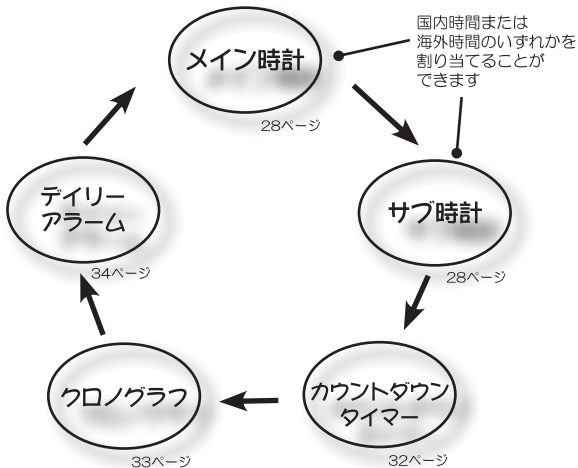 メイン時計
28ページ
国内時間または
海外時間のいずれかを
割り当てることが
できます
サブ時計
28ページ
カウントダウン
タイマー
32ページ
クロノグラフ
33ページ
デイリー
アラーム
34ページ